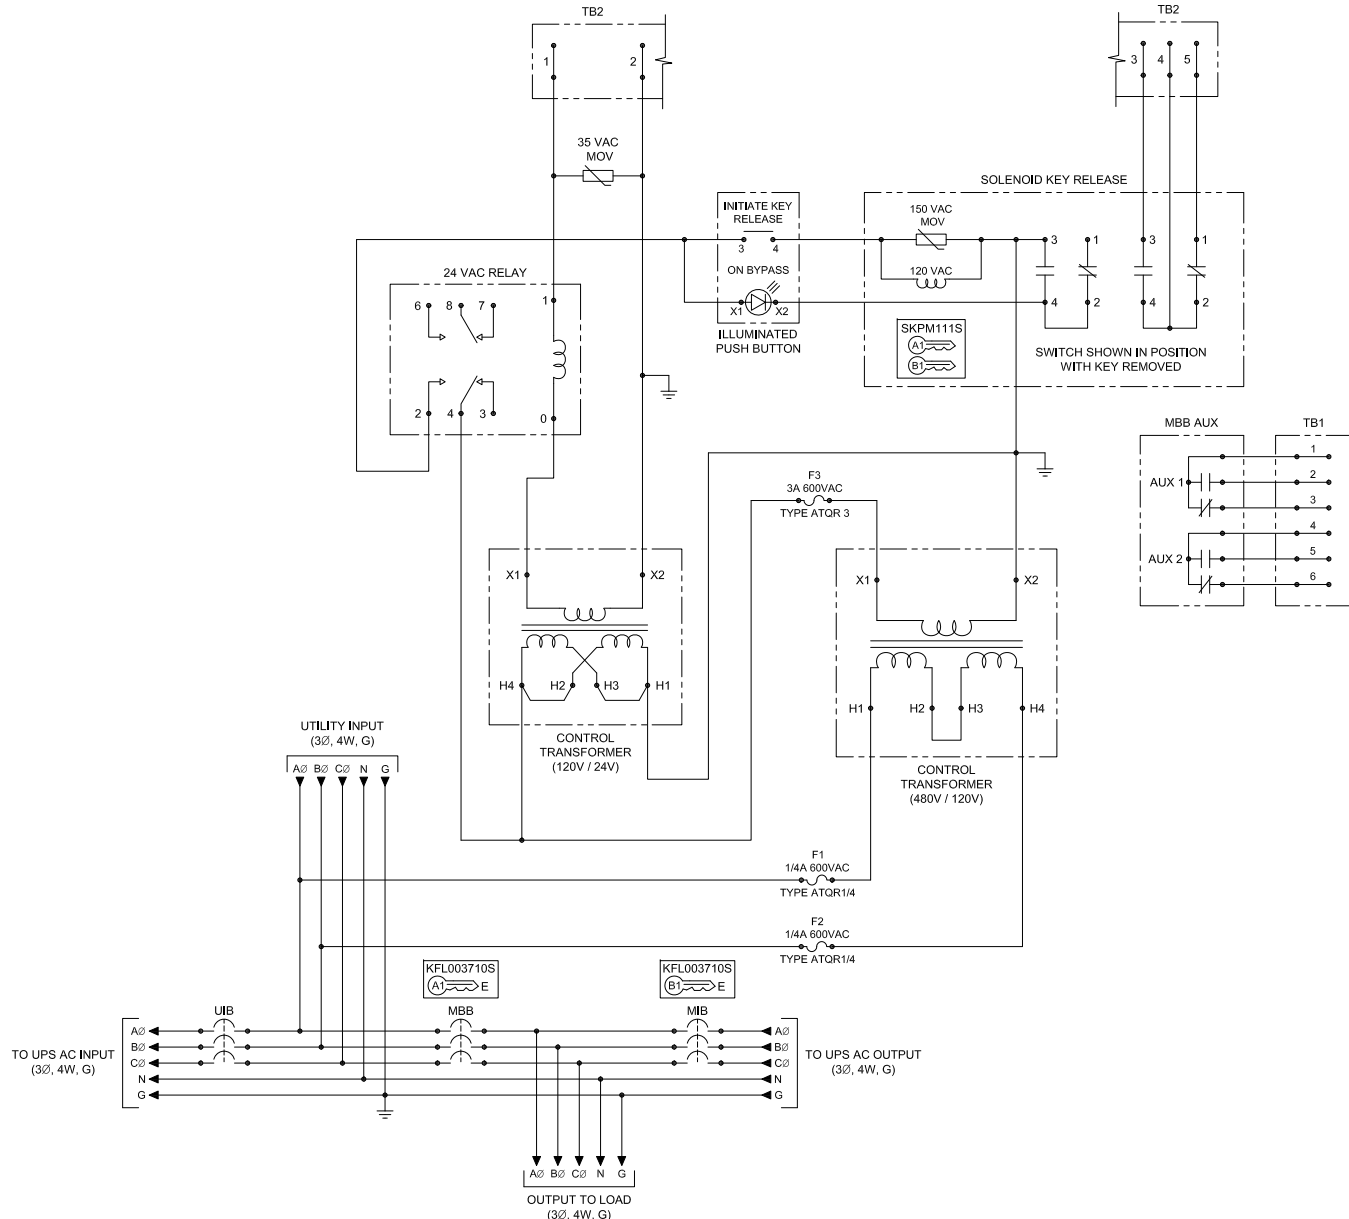 TB2
1
2
TB2
3
4
5
35 VAC
MOV
SOLENOID KEY RELEASE
INITIATE KEY
RELEASE
3
4
ON BYPASS
X1
X2
ILLUMINATED
PUSH BUTTON
150 VAC
MOV
120 VAC
3
1
3
1
4
2
4
2
SKPM111S
A1
B1
SWITCH SHOWN IN POSITION
WITH KEY REMOVED
24 VAC RELAY
6
8
7
1
2
4
3
0
MBB AUX
TB1
AUX 1
1
2
3
AUX 2
4
5
6
F3
3A 600VAC
TYPE ATQR 3
X1
X2
H4
H2
H3
H1
CONTROL
TRANSFORMER
(120V / 24V)
X1
X2
H1
H2
H3
H4
CONTROL
TRANSFORMER
(480V / 120V)
UTILITY INPUT
(3Ø, 4W, G)
AØ BØ CØ N G
F1
1/4A 600VAC
TYPE ATQR1/4
F2
1/4A 600VAC
TYPE ATQR1/4
KFL003710S
A1 E
KFL003710S
B1 E
UIB
MBB
MIB
TO UPS AC INPUT
(3Ø, 4W, G)
AØ
BØ
CØ
N
G
AØ
BØ
CØ
N
G
TO UPS AC OUTPUT
(3Ø, 4W, G)
AØ BØ CØ N G
OUTPUT TO LOAD
(3Ø, 4W, G)